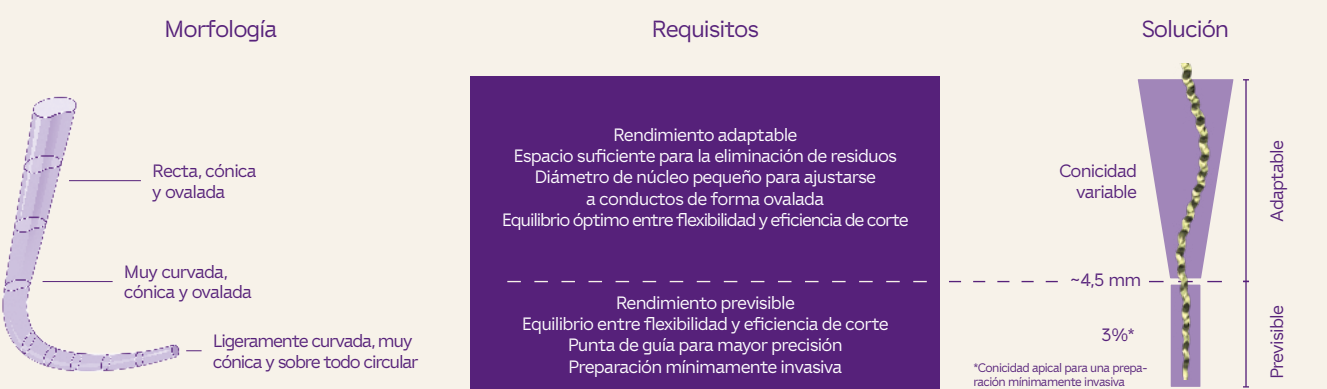 Morfología
Recta, cónica
y ovalada
Muy curvada,
cónica y ovalada
Ligeramente curvada, muy
cónica y sobre todo circular
Requisitos
Rendimiento adaptable
Espacio suficiente para la eliminación de residuos
Diámetro de núcleo pequeño para ajustarse
a conductos de forma ovalada
Equilibrio óptimo entre flexibilidad y eficiencia de corte
Rendimiento previsible
Equilibrio entre flexibilidad y eficiencia de corte
Punta de guía para mayor precisión
Preparación mínimamente invasiva
Solución
Conicidad
variable
~4,5 mm
3%*
*Conicidad apical para una prepa-
ración mínimamente invasiva
Adaptable
Previsible